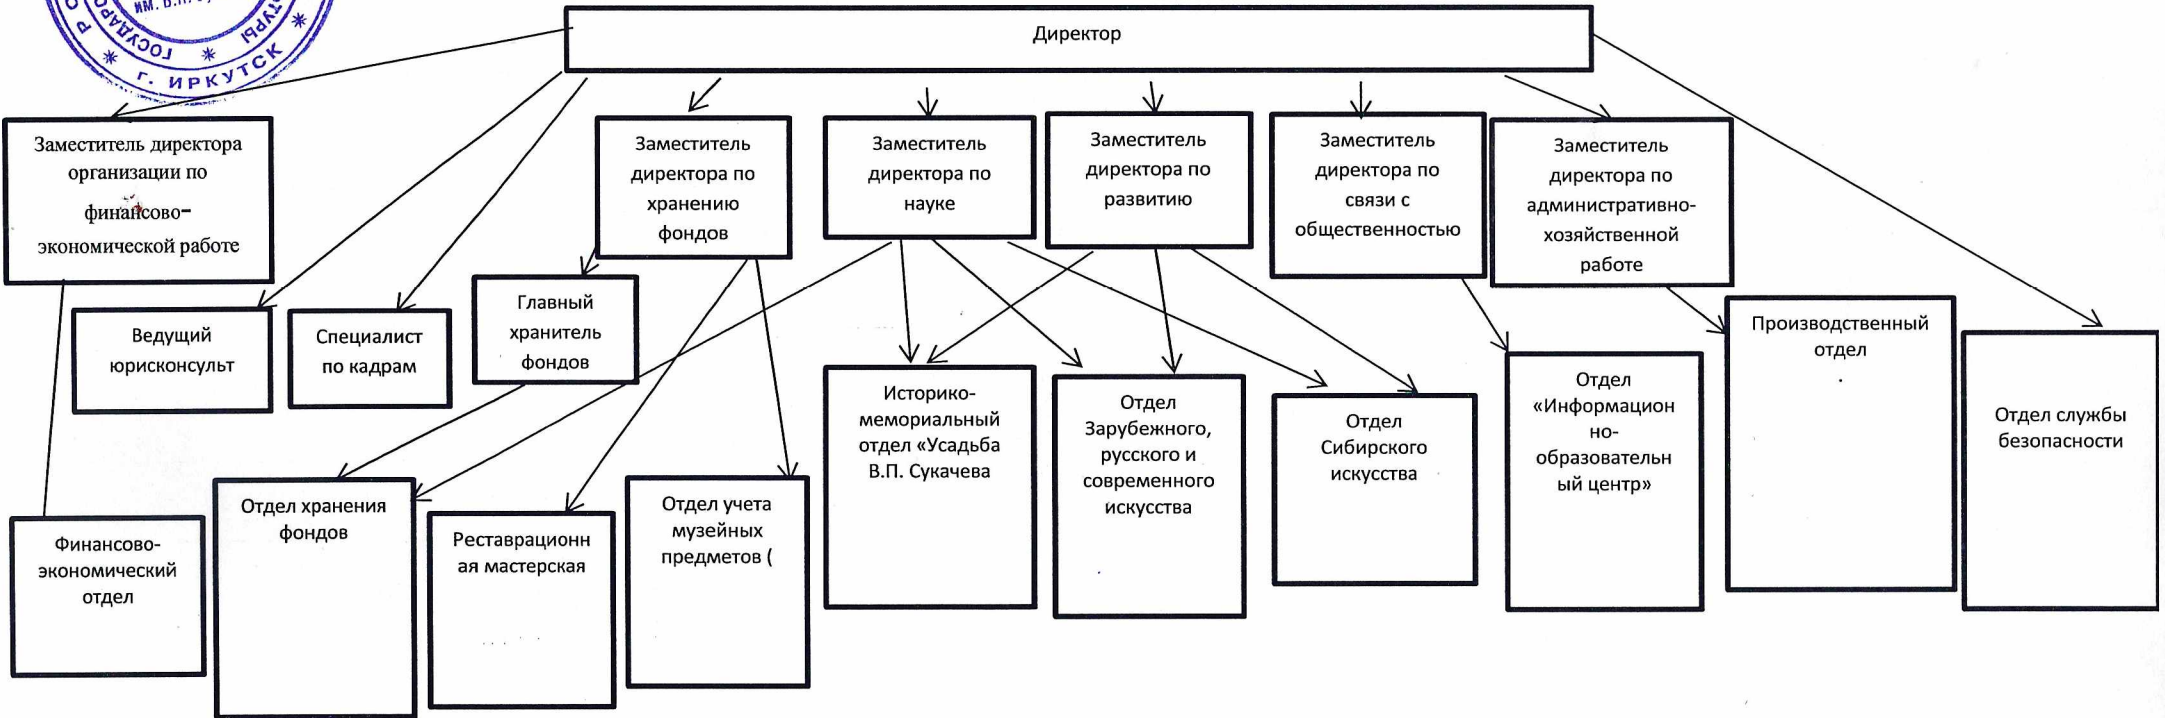 им. В.П.
ГОСУДАР
ТУРЫ
г. ИРКУТСК
Директор
Заместитель директора
организации по
финансово-
экономической работе
Заместитель
директора по
хранению
фондов
Заместитель
директора по
науке
Заместитель
директора по
развитию
Заместитель
директора по
связи с
общественностью
Заместитель
директора по
административно-
хозяйственной
работе
Ведущий
юрисконсульт
Специалист
по кадрам
Главный
хранитель
фондов
Производственный
отдел
Отдел службы
безопасности
Историко-
мемориальный
отдел «Усадьба
В.П. Сукачева
Отдел
Зарубежного,
русского и
современного
искусства
Отдел
Сибирского
искусства
Отдел
«Информацион
но-
образовательн
ый центр»
Финансово-
экономический
отдел
Отдел хранения
фондов
Реставрационн
ая мастерская
Отдел учета
музейных
предметов (